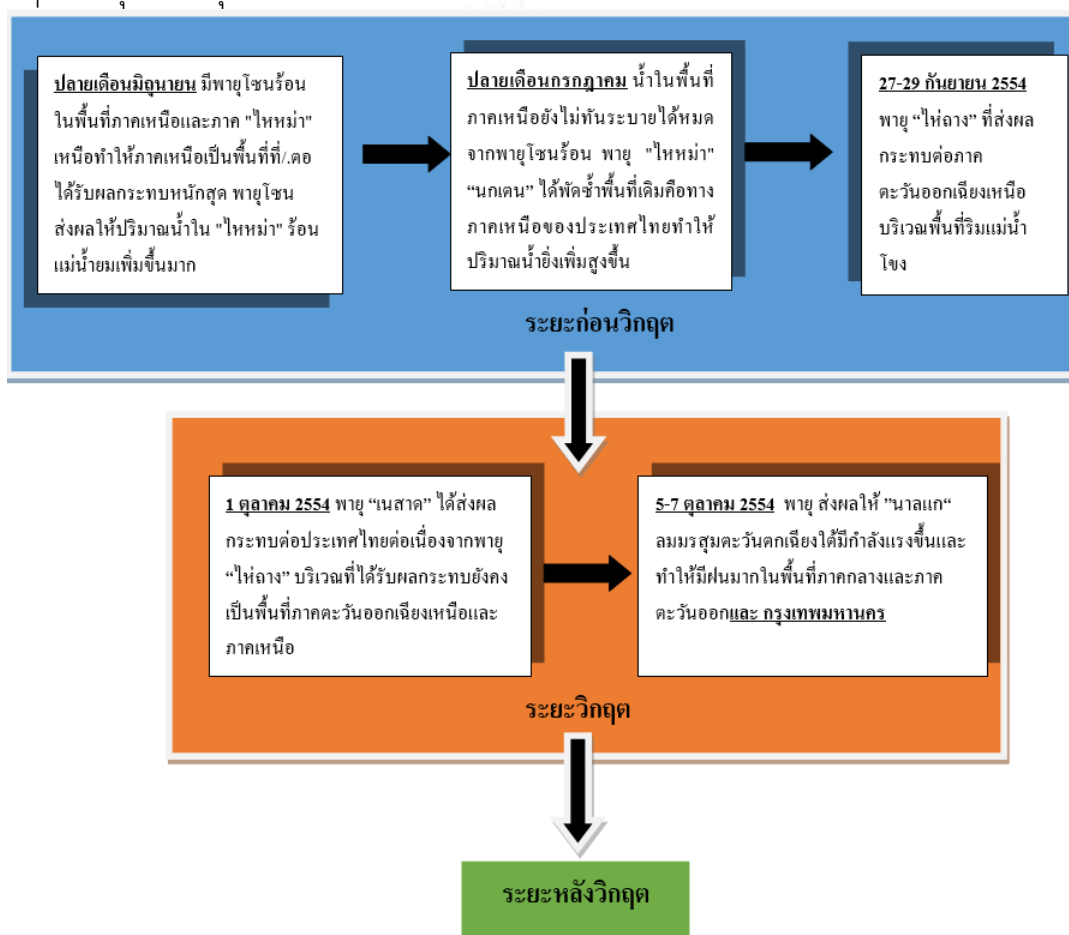 ปลายเดือนมิถุนายน มีพายุโซนร้อน
ในพื้นที่ภาคเหนือและภาค "ไหหม่า"
เหนือทำให้ภาคเหนือเป็นพื้นที่ที่/.ตอ
ได้รับผลกระทบหนักสุด พายุโซน
ส่งผลให้ปริมาณน้ำใน "ไหหม่า" ร้อน
แม่น้ำยมเพิ่มขึ้นมาก
ปลายเดือนกรกฎาคม น้ำในพื้นที่
ภาคเหนือยังไม่ทันระบายได้หมด
จากพายุโซนร้อน พายุ "ไหหม่า"
“นกเตน” ได้พัดซ้ำพื้นที่เดิมคือทาง
ภาคเหนือของประเทศไทยทำให้
ปริมาณน้ำยิ่งเพิ่มสูงขึ้น
27-29 กันยายน 2554
พายุ “ไห่ถาง” ที่ส่งผล
กระทบต่อภาค
ตะวันออกเฉียงเหนือ
บริเวณพื้นที่ริมแม่น้ำ
โขง
ระยะก่อนวิกฤต
1 ตุลาคม 2554 พายุ “เนสาด” ได้ส่งผล
กระทบต่อประเทศไทยต่อเนื่องจากพายุ
“ไห่ถาง” บริเวณที่ได้รับผลกระทบยังคง
เป็นพื้นที่ภาคตะวันออกเฉียงเหนือและ
ภาคเหนือ
5-7 ตุลาคม 2554 พายุ ส่งผลให้ ”นาลแก“
ลมมรสุมตะวันตกเฉียงใต้มีกำลังแรงขึ้นและ
ทำให้มีฝนมากในพื้นที่ภาคกลางและภาค
ตะวันออกและ กรุงเทพมหานคร
ระยะวิกฤต
ระยะหลังวิกฤต